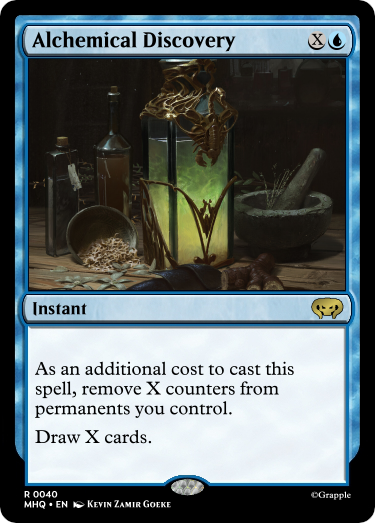 Alchemical Discovery X
Instant
As an additional cost to cast this
spell, remove X counters from
permanents you control.
Draw X cards.
R 0040
MHQ • EN Kevin Zamir Goeke
©Grapple